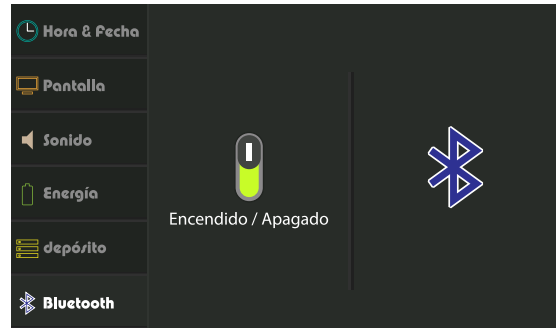 Hora & Fecha
Pantalla
Sonido
Energía
depósito
Bluetooth
Encendido / Apagado